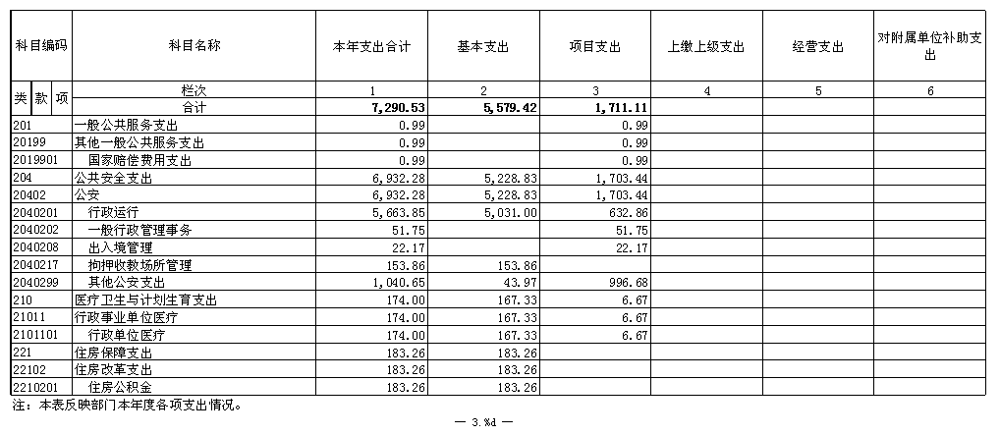 科目编码 科目名称 本年支出合计 基本支出 项目支出 上缴上级支出 经营支出 对附属单位补助支出
类 款 项 栏次 1 2 3 4 5 6
合计 7,290.53 5,579.42 1,711.11
201 一般公共服务支出 0.99 0.99
20199 其他一般公共服务支出 0.99 0.99
2019901 国家赔偿费用支出 0.99 0.99
204 公共安全支出 6,932.28 5,228.83 1,703.44
20402 公安 6,932.28 5,228.83 1,703.44
2040201 行政运行 5,663.85 5,031.00 632.86
2040202 一般行政管理事务 51.75 51.75
2040208 出入境管理 22.17 22.17
2040217 拘押收教场所管理 153.86 153.86
2040299 其他公安支出 1,040.65 43.97 996.68
210 医疗卫生与计划生育支出 174.00 167.33 6.67
21011 行政事业单位医疗 174.00 167.33 6.67
2101101 行政单位医疗 174.00 167.33 6.67
221 住房保障支出 183.26 183.26
22102 住房改革支出 183.26 183.26
2210201 住房公积金 183.26 183.26
注：本表反映部门本年度各项支出情况。
— 3.%d —